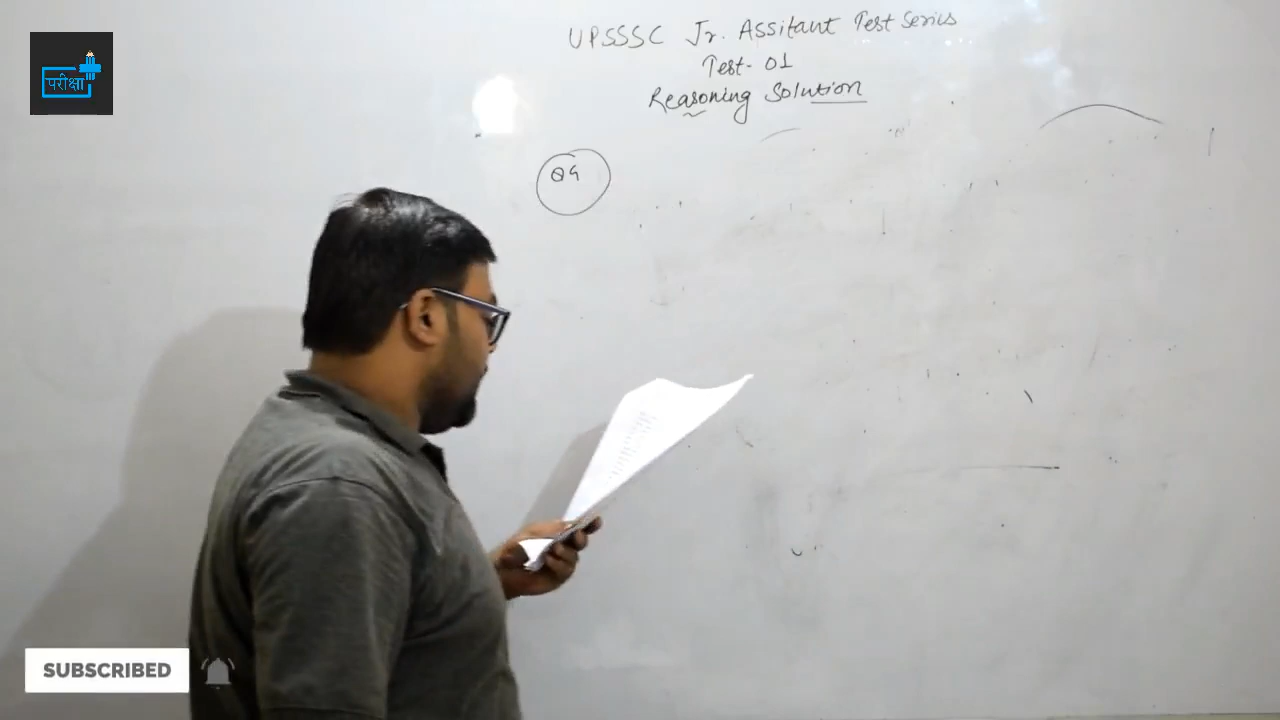 UPSSSC Jr. Assitant Test Series
Test- 01
Reasoning Solution
परीक्षा
Q9
SUBSCRIBED